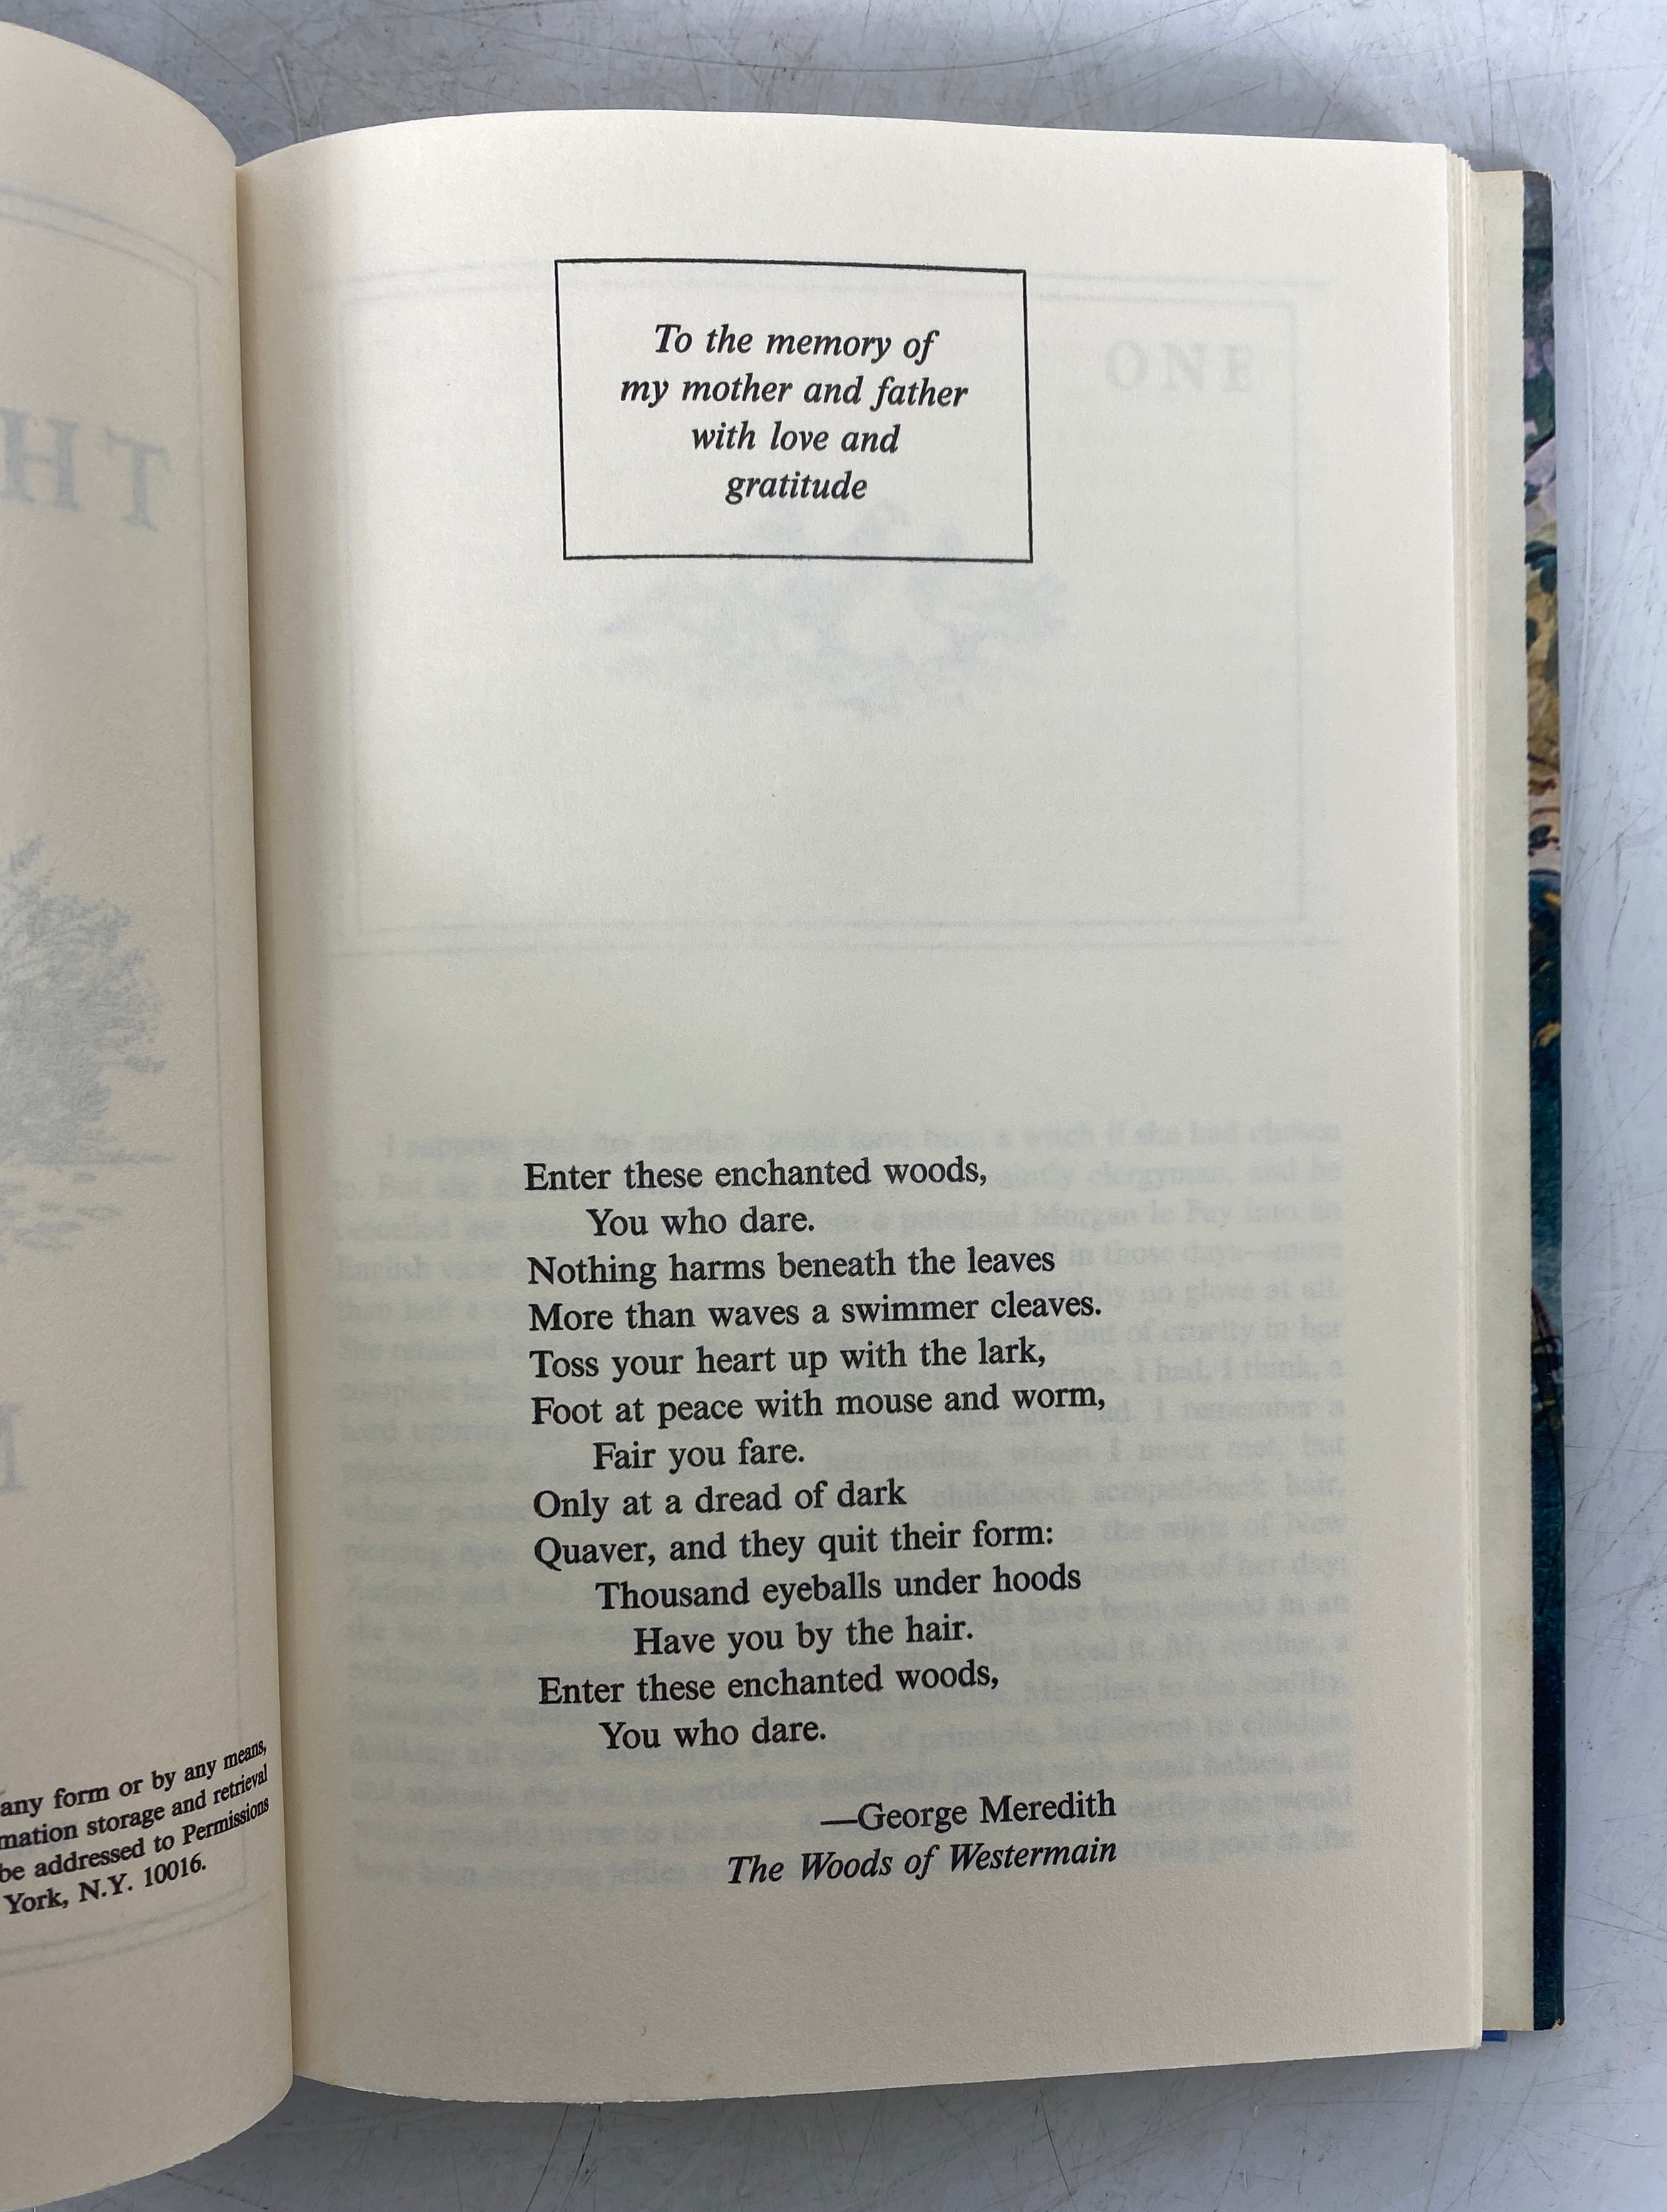 TH
any form or by any means,
mation storage and retrieval
be addressed to Permissions
York, N.Y. 10016.
To the memory of
my mother and father
with love and
gratitude
ONE
Enter these enchanted woods,
You who dare.
Nothing harms beneath the leaves
More than waves a swimmer cleaves.
Toss your heart up with the lark,
Foot at peace with mouse and worm,
Fair you fare.
Only at a dread of dark
Quaver, and they quit their form:
Thousand eyeballs under hoods
Have you by the hair.
Enter these enchanted woods,
You who dare.
—George Meredith
The Woods of Westermain